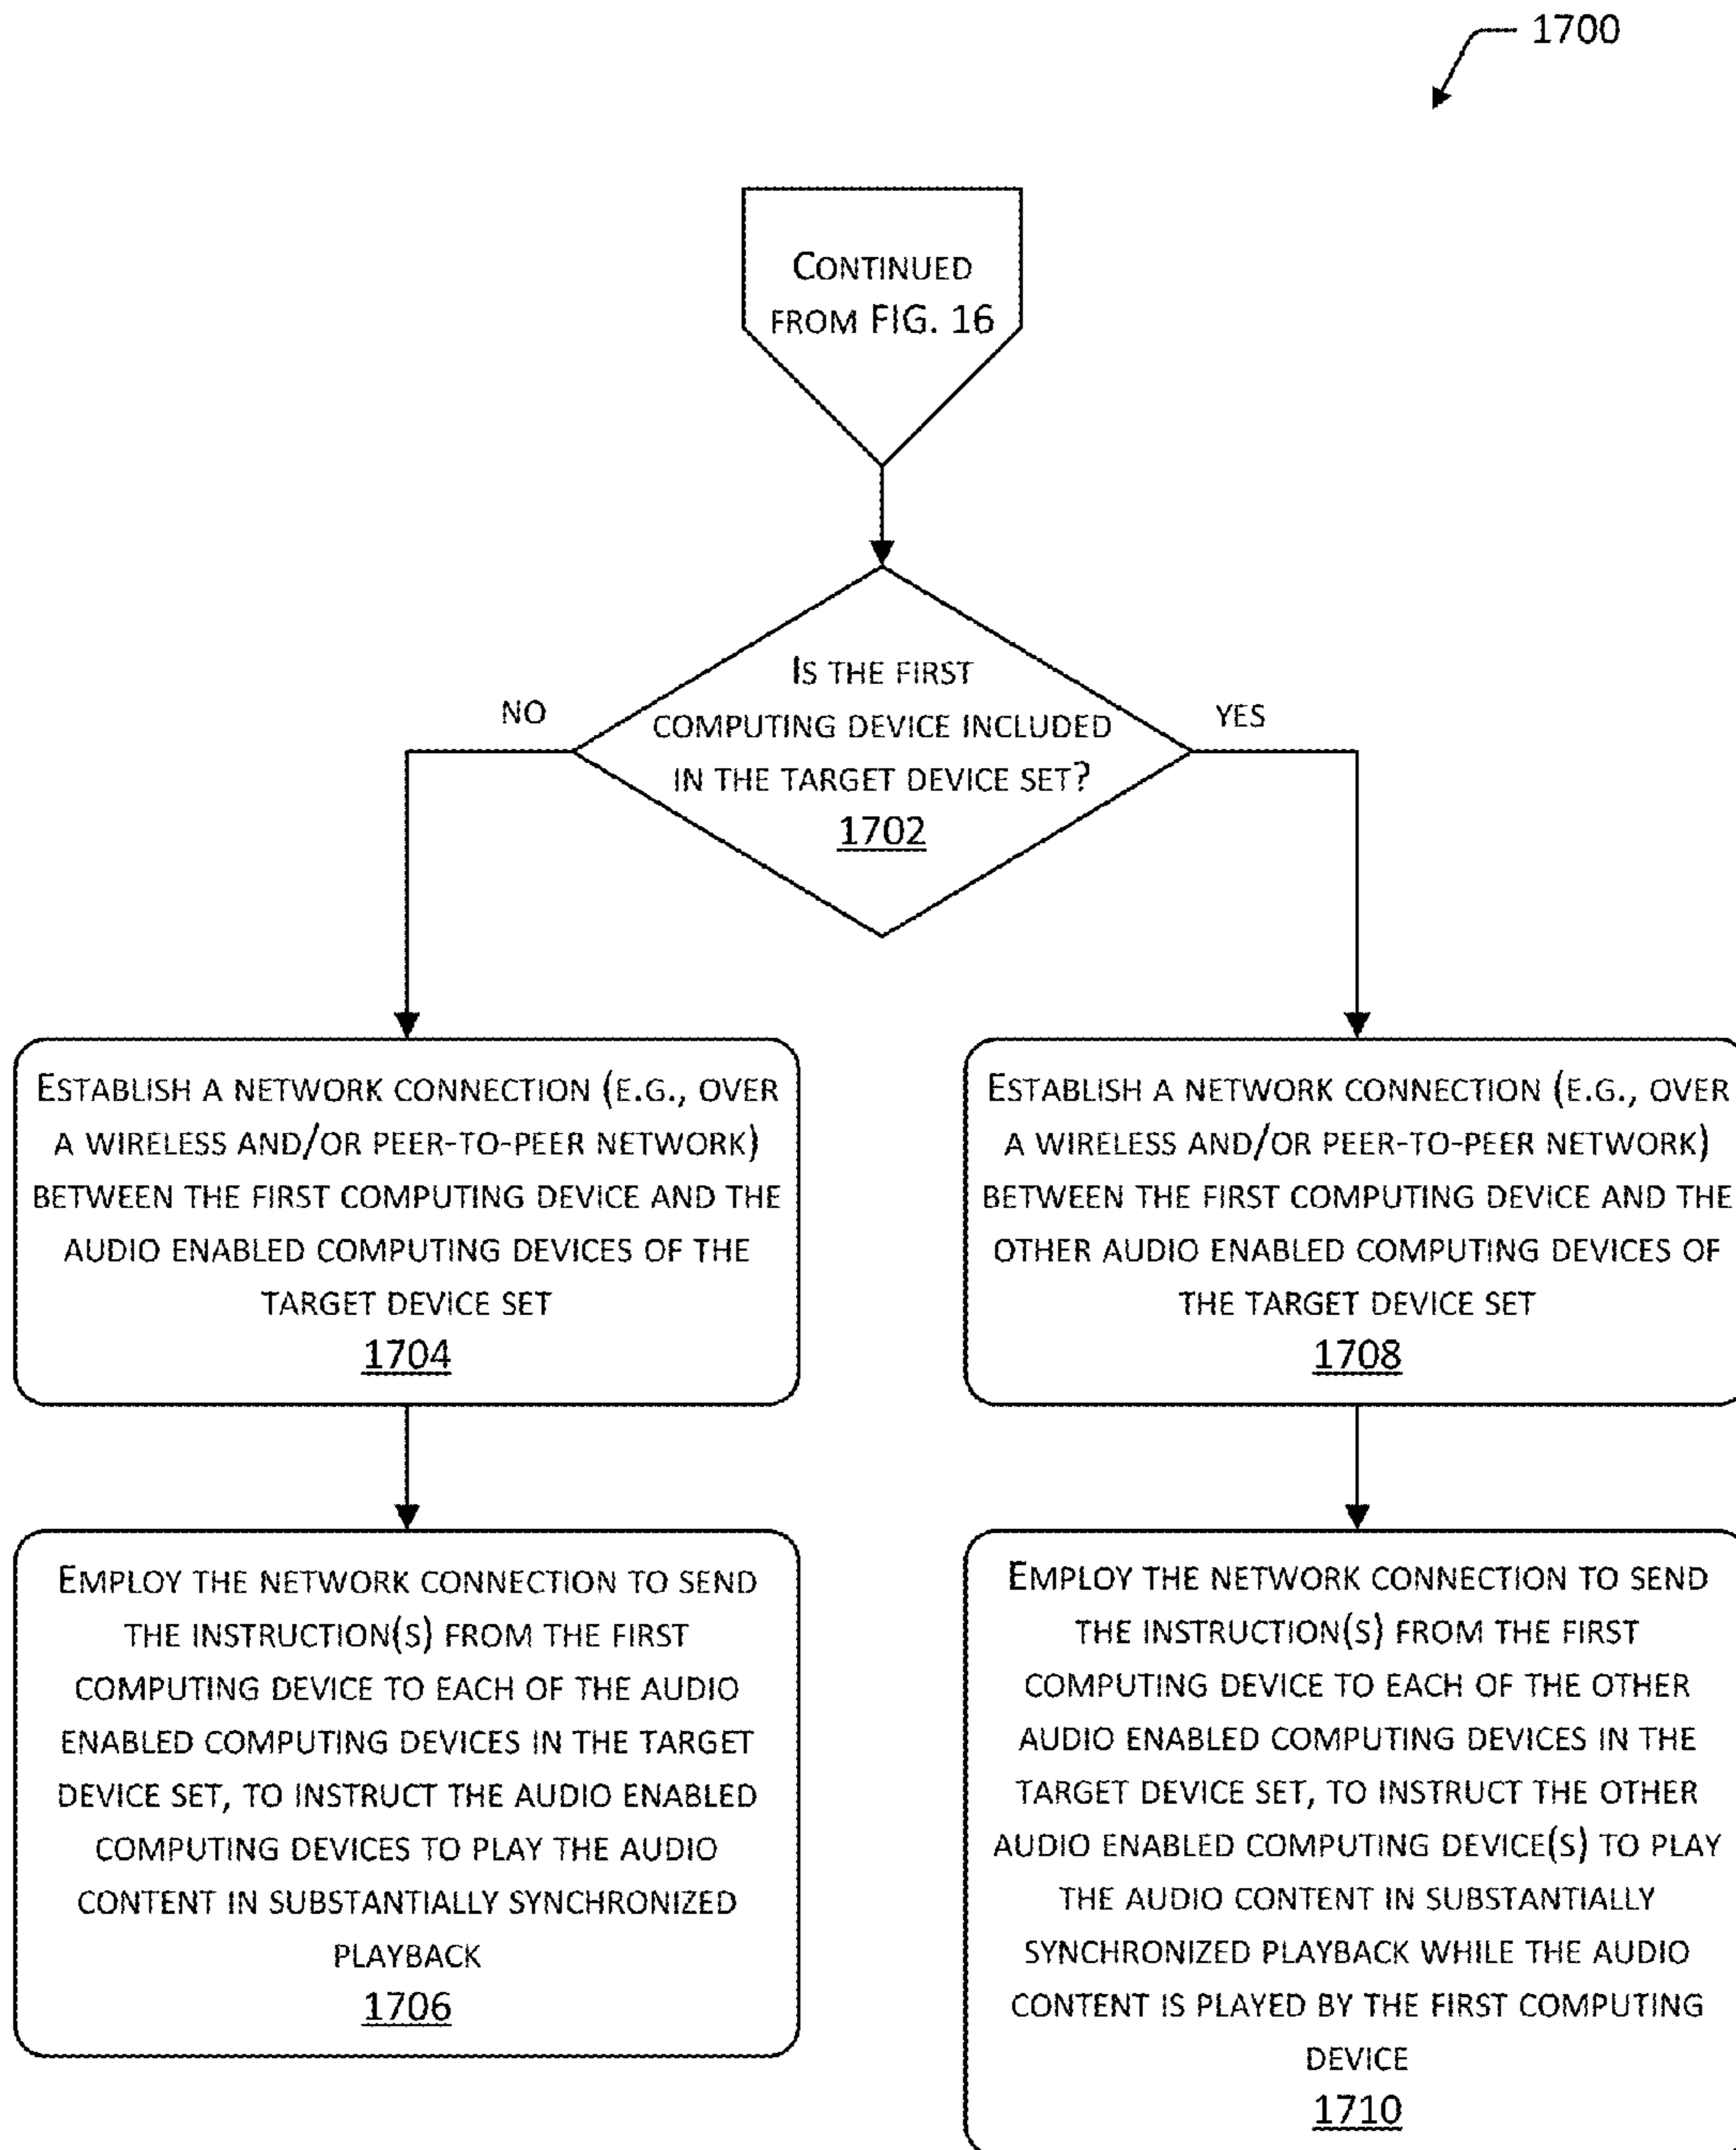 1700
CONTINUED
FROM FIG. 16
IS THE FIRST
COMPUTING DEVICE INCLUDED
IN THE TARGET DEVICE SET?
1702
NO
YES
ESTABLISH A NETWORK CONNECTION (E.G., OVER
A WIRELESS AND/OR PEER-TO-PEER NETWORK)
BETWEEN THE FIRST COMPUTING DEVICE AND THE
AUDIO ENABLED COMPUTING DEVICES OF THE
TARGET DEVICE SET
1704
EMPLOY THE NETWORK CONNECTION TO SEND
THE INSTRUCTION(S) FROM THE FIRST
COMPUTING DEVICE TO EACH OF THE AUDIO
ENABLED COMPUTING DEVICES IN THE TARGET
DEVICE SET, TO INSTRUCT THE AUDIO ENABLED
COMPUTING DEVICES TO PLAY THE AUDIO
CONTENT IN SUBSTANTIALLY SYNCHRONIZED
PLAYBACK
1706
ESTABLISH A NETWORK CONNECTION (E.G., OVER
A WIRELESS AND/OR PEER-TO-PEER NETWORK)
BETWEEN THE FIRST COMPUTING DEVICE AND THE
OTHER AUDIO ENABLED COMPUTING DEVICES OF
THE TARGET DEVICE SET
1708
EMPLOY THE NETWORK CONNECTION TO SEND
THE INSTRUCTION(S) FROM THE FIRST
COMPUTING DEVICE TO EACH OF THE OTHER
AUDIO ENABLED COMPUTING DEVICES IN THE
TARGET DEVICE SET, TO INSTRUCT THE OTHER
AUDIO ENABLED COMPUTING DEVICE(S) TO PLAY
THE AUDIO CONTENT IN SUBSTANTIALLY
SYNCHRONIZED PLAYBACK WHILE THE AUDIO
CONTENT IS PLAYED BY THE FIRST COMPUTING
DEVICE
1710